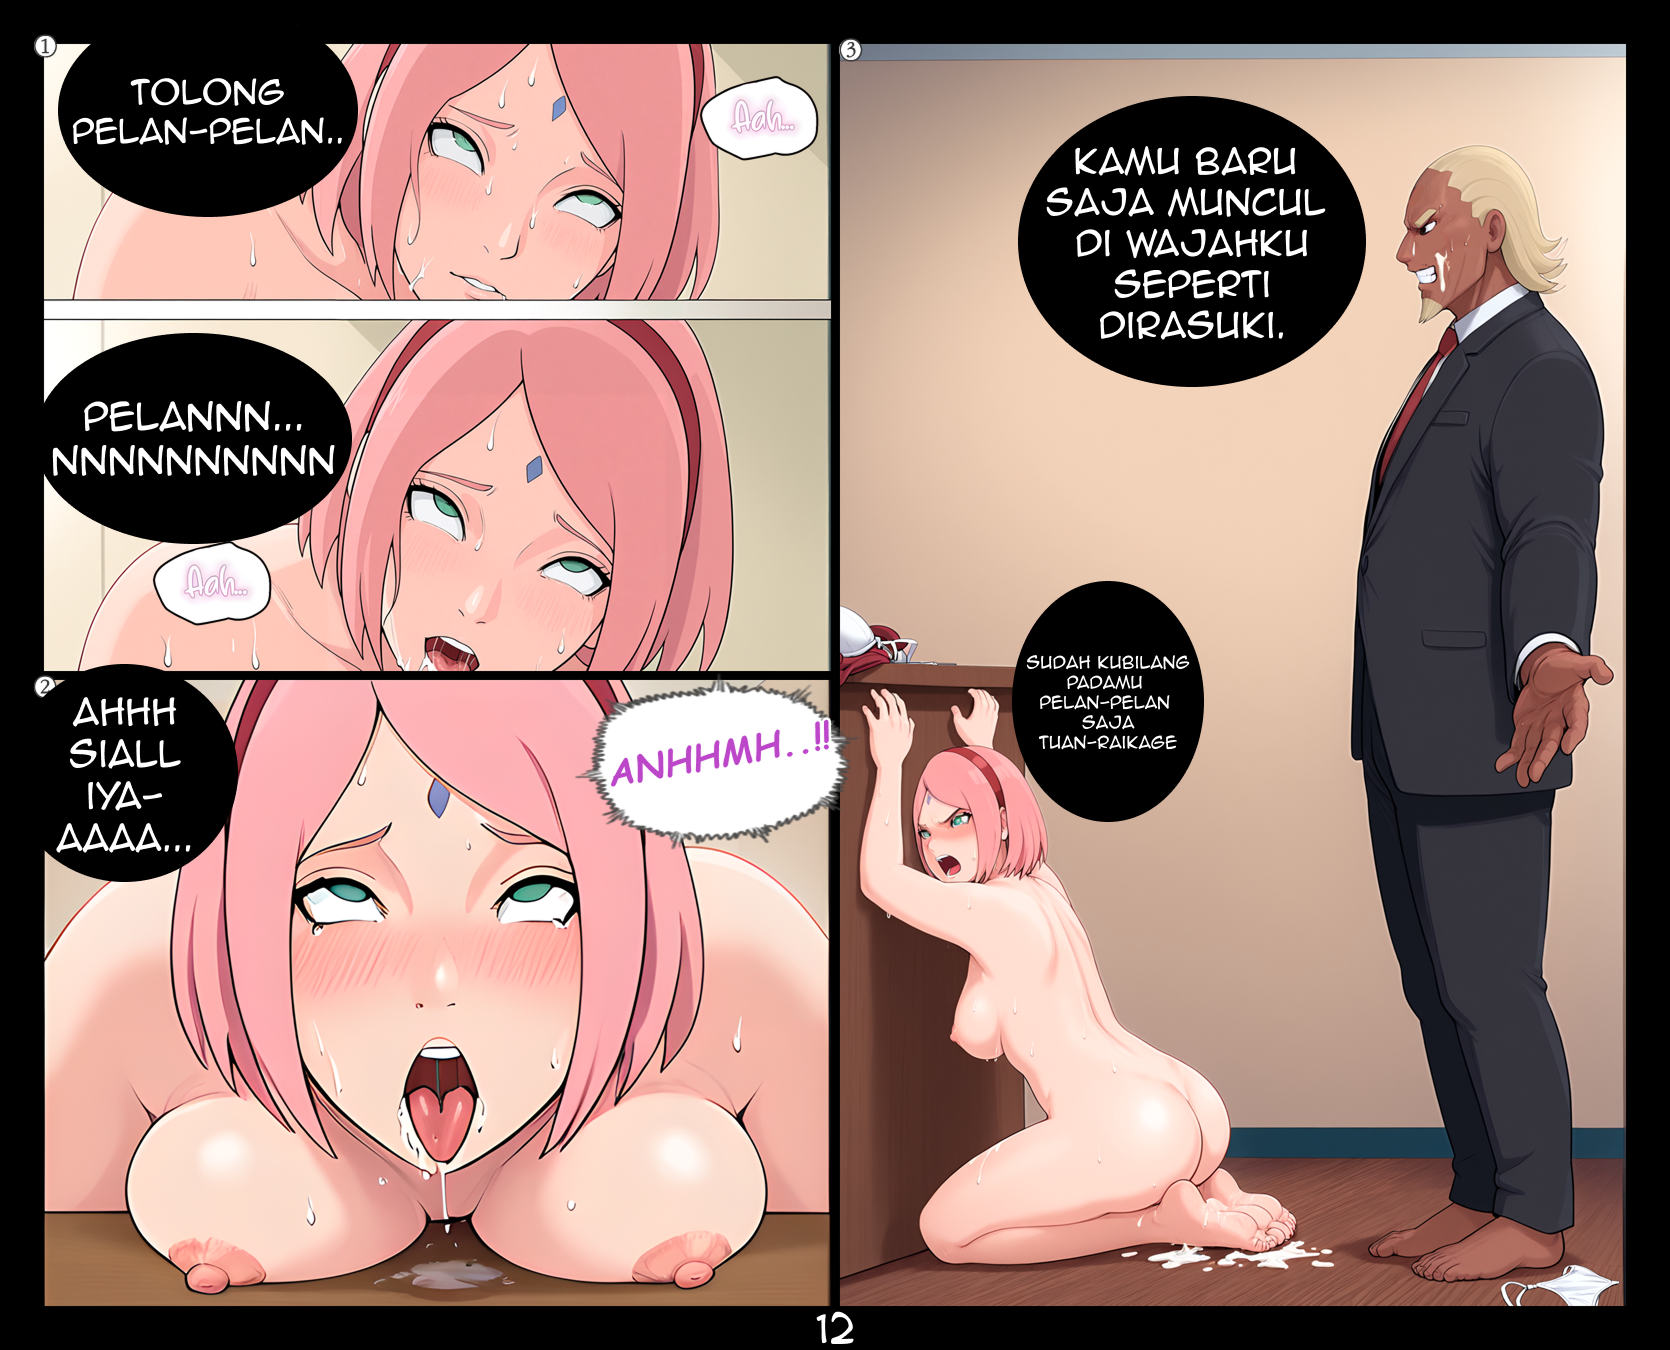 1
TOLONG
PELAN-PELAN..
Aah...
PELANNN...
NNNNNNNNNN
Aah...
2
AHHH
SIALL
IYA-
AAAA...
ANHHMH..!!
3
KAMU BARU
SAJA MUNCUL
DI WAJAHKU
SEPERTI
DIRASUKI.
SUDAH KUBILANG
PADAMU
PELAN-PELAN
SAJA
TUAN-RAIKAGE
12